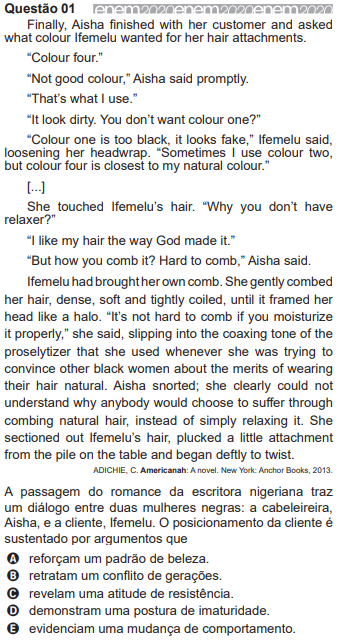 Questão 01 enem2020enem2020enem2020
Finally, Aisha finished with her customer and asked
what colour Ifemelu wanted for her hair attachments.
“Colour four.”
“Not good colour,” Aisha said promptly.
“That’s what I use.”
“It look dirty. You don’t want colour one?”
“Colour one is too black, it looks fake,” Ifemelu said,
loosening her headwrap. “Sometimes I use colour two,
but colour four is closest to my natural colour.”
[...]
She touched Ifemelu’s hair. “Why you don’t have
relaxer?”
“I like my hair the way God made it.”
“But how you comb it? Hard to comb,” Aisha said.
Ifemelu had brought her own comb. She gently combed
her hair, dense, soft and tightly coiled, until it framed her
head like a halo. “It’s not hard to comb if you moisturize
it properly,” she said, slipping into the coaxing tone of the
proselytizer that she used whenever she was trying to
convince other black women about the merits of wearing
their hair natural. Aisha snorted; she clearly could not
understand why anybody would choose to suffer through
combing natural hair, instead of simply relaxing it. She
sectioned out Ifemelu’s hair, plucked a little attachment
from the pile on the table and began deftly to twist.
ADICHIE, C. Americanah: A novel. New York: Anchor Books, 2013.
A passagem do romance da escritora nigeriana traz
um diálogo entre duas mulheres negras: a cabeleireira,
Aisha, e a cliente, Ifemelu. O posicionamento da cliente é
sustentado por argumentos que
A reforçam um padrão de beleza.
B retratam um conflito de gerações.
C revelam uma atitude de resistência.
D demonstram uma postura de imaturidade.
E evidenciam uma mudança de comportamento.